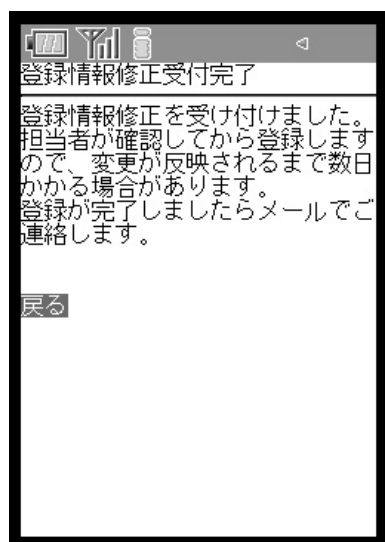 登録情報修正受付完了
登録情報修正を受け付けました。
担当者が確認してから登録します
ので、変更が反映されるまで数日
かかる場合があります。
登録が完了しましたらメールでご
連絡します。
戻る